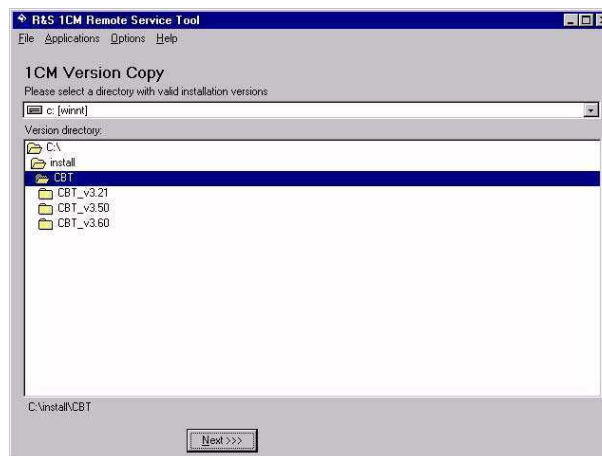 R&S 1CM Remote Service Tool
File Applications Options Help
1CM Version Copy
Please select a directory with valid installation versions
c: [winnt]
Version directory:
C:\
install
CBT
CBT_v3.21
CBT_v3.50
CBT_v3.60
C:\install\CBT
Next >>>